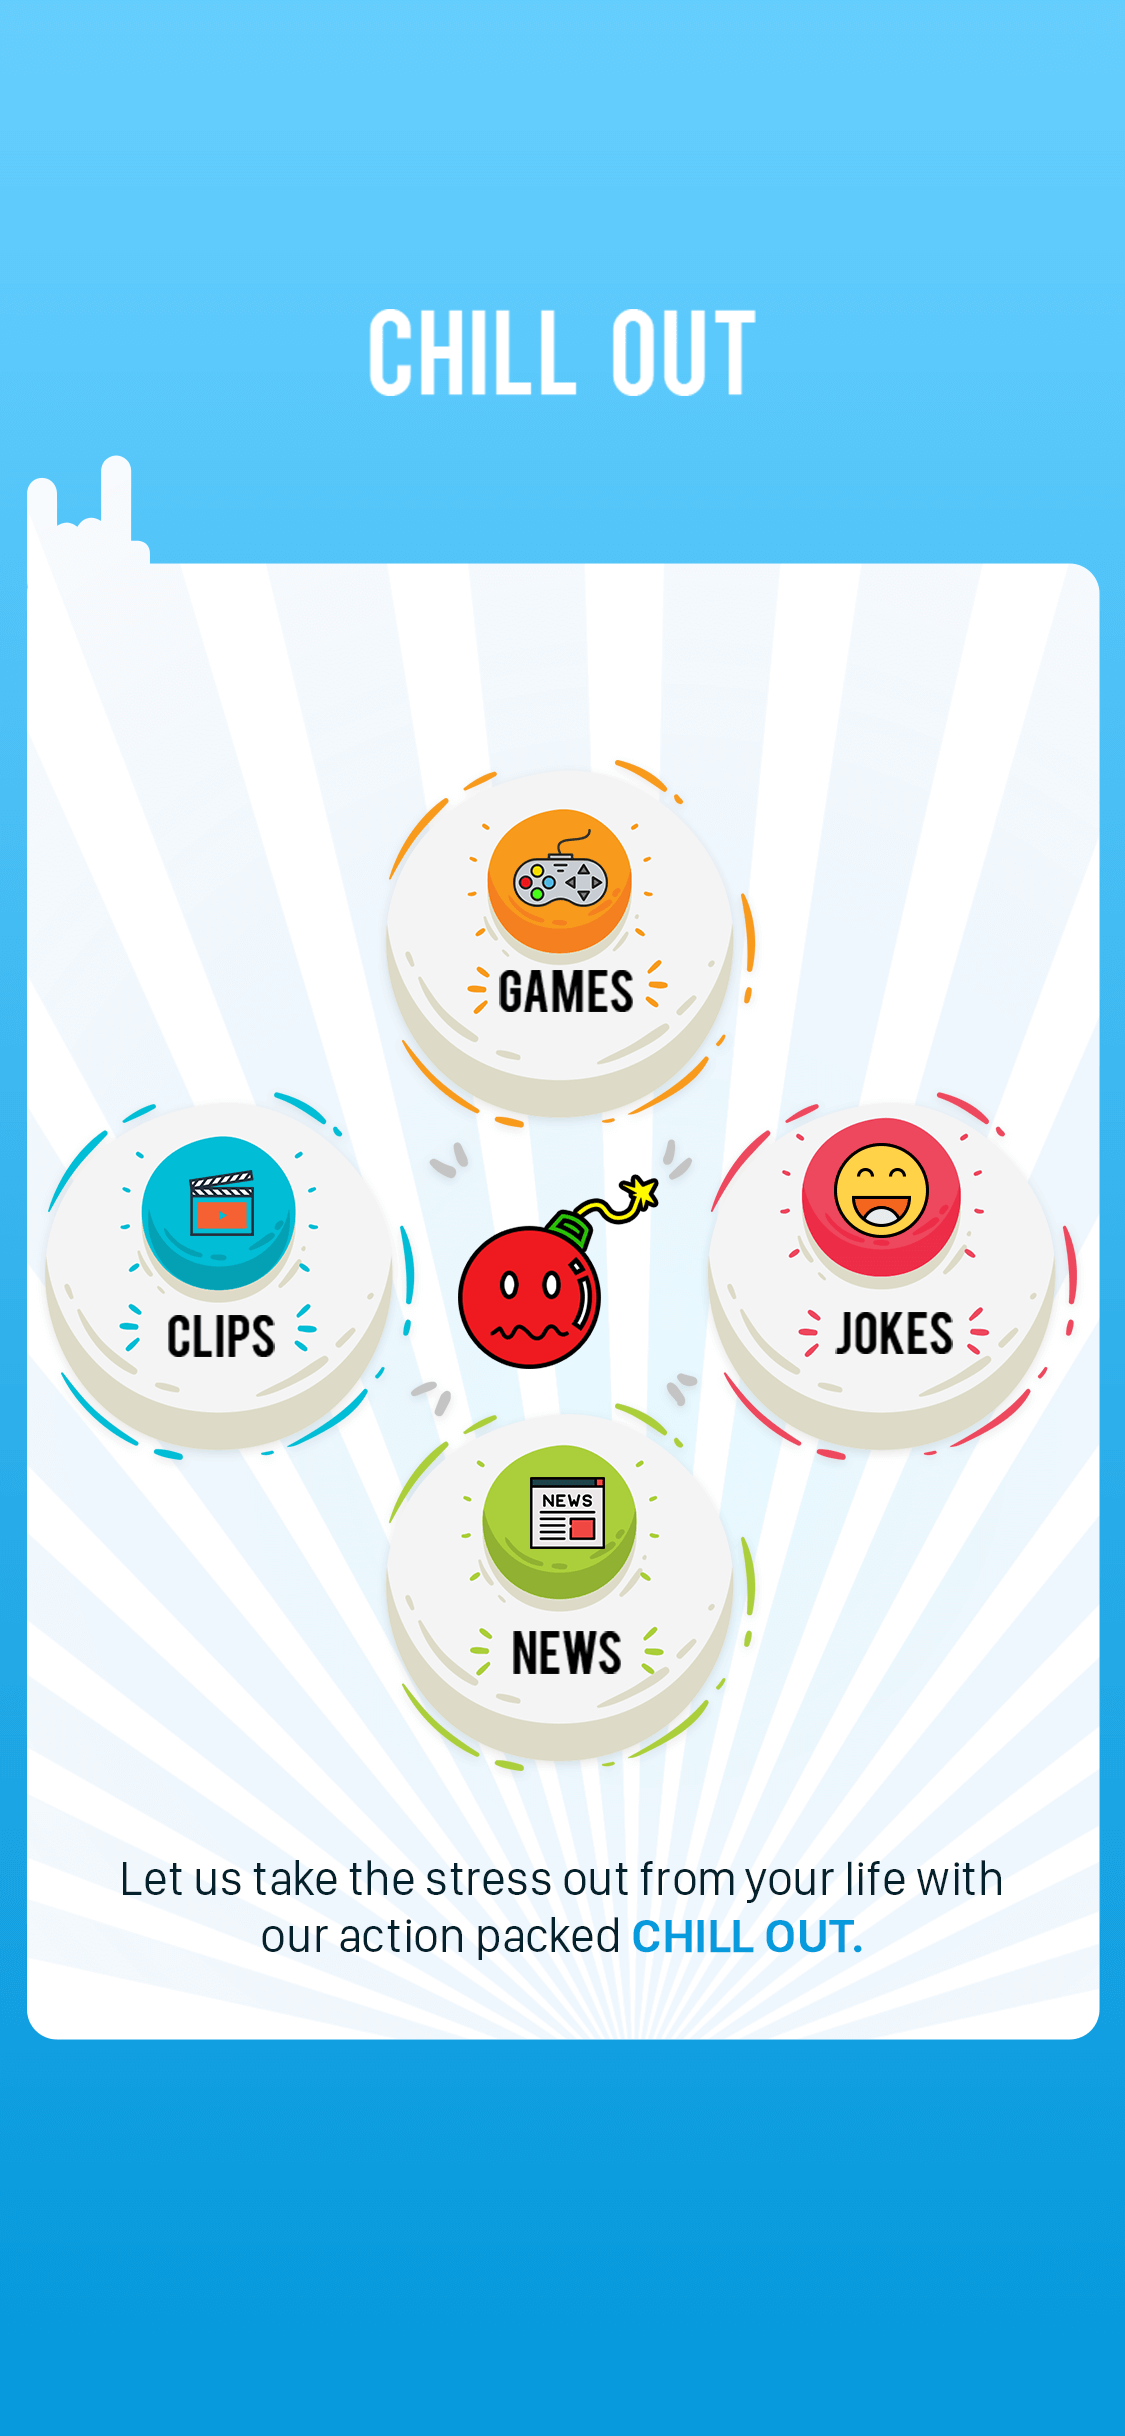 CHILL OUT
GAMES
CLIPS
JOKES
NEWS
NEWS
Let us take the stress out from your life with
our action packed CHILL OUT.